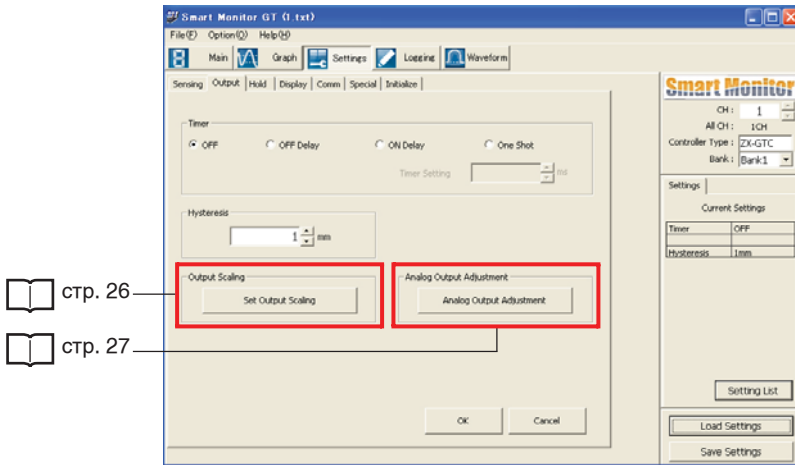 Smart Monitor GT (1.txt)
File(F) Option(O) Help(H)
Main Graph Settings Logging Waveform
Sensing Output Hold Display Comm Special Initialize
Timer
OFF OFF Delay ON Delay One Shot
Timer Setting ms
Hysteresis
1 mm
Output Scaling
Set Output Scaling
Analog Output Adjustment
Analog Output Adjustment
OK Cancel
Smart Monitor
CH : 1
All CH : 1CH
Controller Type : ZX-GTC
Bank : Bank1
Settings
Current Settings
Timer OFF
Hysteresis 1mm
Setting List
Load Settings
Save Settings
стр. 26
стр. 27